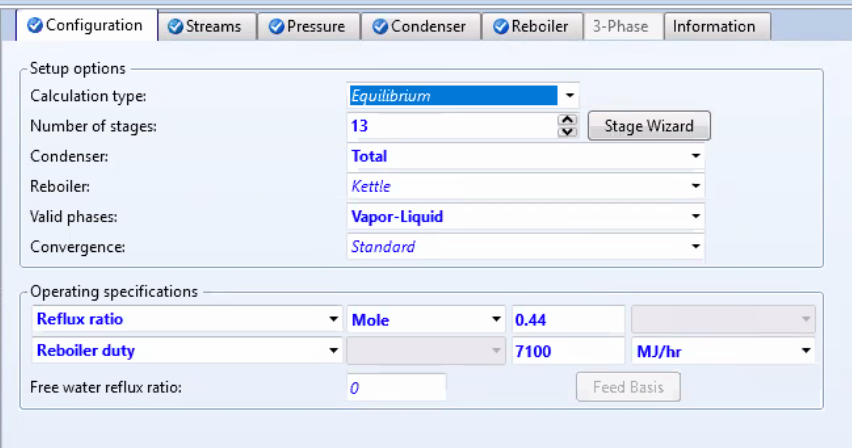 Configuration Streams Pressure Condenser Reboiler 3-Phase Information
Setup options
Calculation type: Equilibrium
Number of stages: 13 Stage Wizard
Condenser: Total
Reboiler: Kettle
Valid phases: Vapor-Liquid
Convergence: Standard
Operating specifications
Reflux ratio Mole 0.44
Reboiler duty 7100 MJ/hr
Free water reflux ratio: 0 Feed Basis